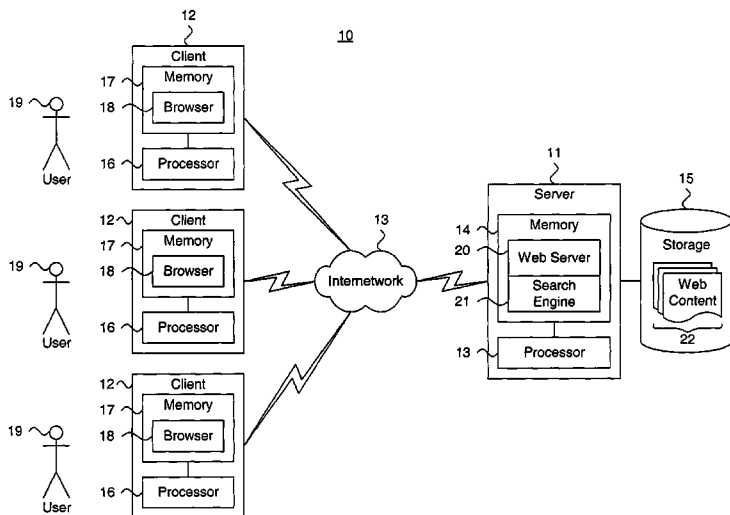 10
12
Client
17
Memory
18
Browser
16
Processor
19
User
12
Client
17
Memory
18
Browser
16
Processor
19
User
12
Client
17
Memory
18
Browser
16
Processor
19
User
13
Internetwork
11
Server
14
Memory
20
Web Server
21
Search
Engine
13
Processor
15
Storage
Web
Content
22